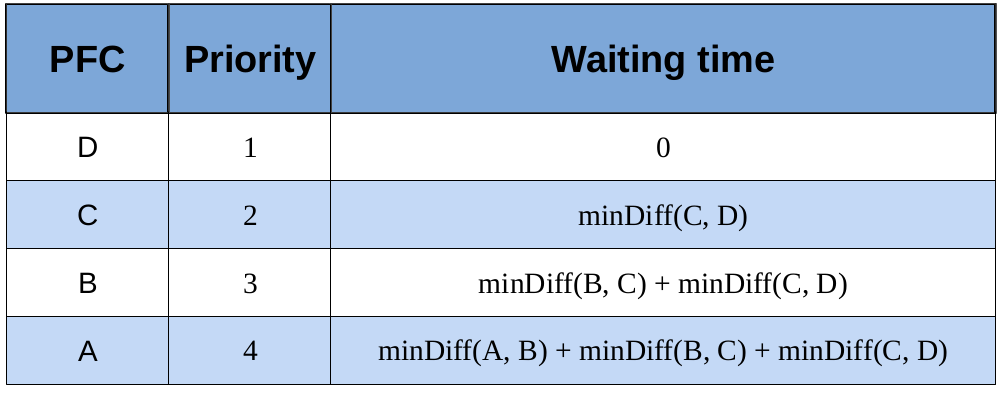 PFC Priority Waiting time
D 1 0
C 2 minDiff(C, D)
B 3 minDiff(B, C) + minDiff(C, D)
A 4 minDiff(A, B) + minDiff(B, C) + minDiff(C, D)